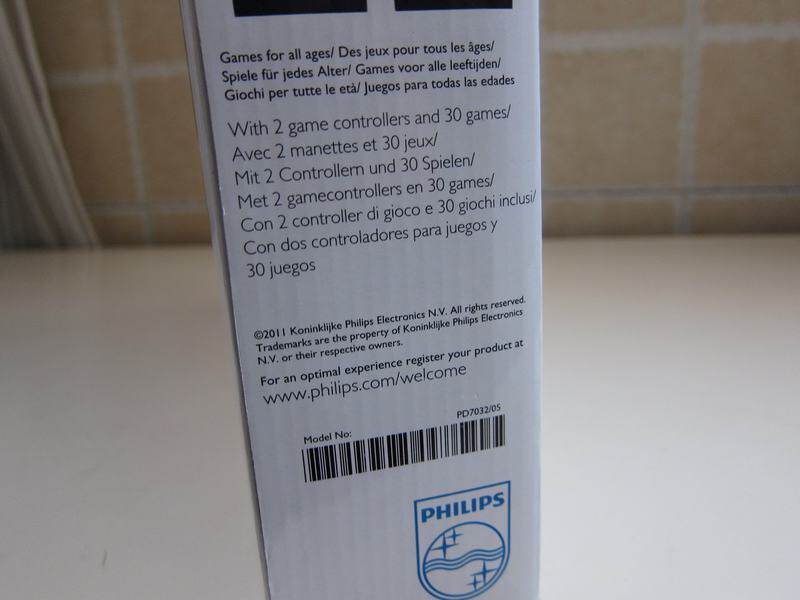 Games for all ages/ Des jeux pour tous les âges/
Spiele für jedes Alter/ Games voor alle leeftijden/
Giochi per tutte le età/ Juegos para todas las edades
With 2 game controllers and 30 games/
Avec 2 manettes et 30 jeux/
Mit 2 Controllern und 30 Spielen/
Met 2 gamecontrollers en 30 games/
Con 2 controller di gioco e 30 giochi inclusi/
Con dos controladores para juegos y
30 juegos
©2011 Koninklijke Philips Electronics N.V. All rights reserved.
Trademarks are the property of Koninklijke Philips Electronics
N.V. or their respective owners.
For an optimal experience register your product at
www.philips.com/welcome
Model No: PD7032/05
PHILIPS